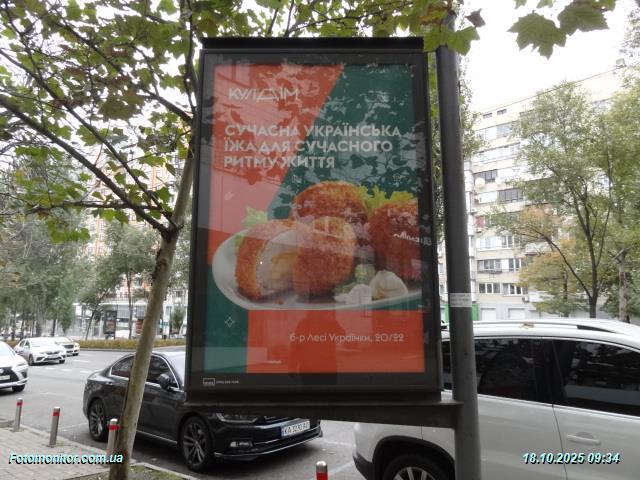 КУЛІДІМ
СУЧАСНА УКРАЇНСЬКА
ЇЖА ДЛЯ СУЧАСНОГО
РИТМУ ЖИТТЯ
б-р Лесі Українки, 20/22
Fotomonitor.com.ua
18.10.2025 09:34